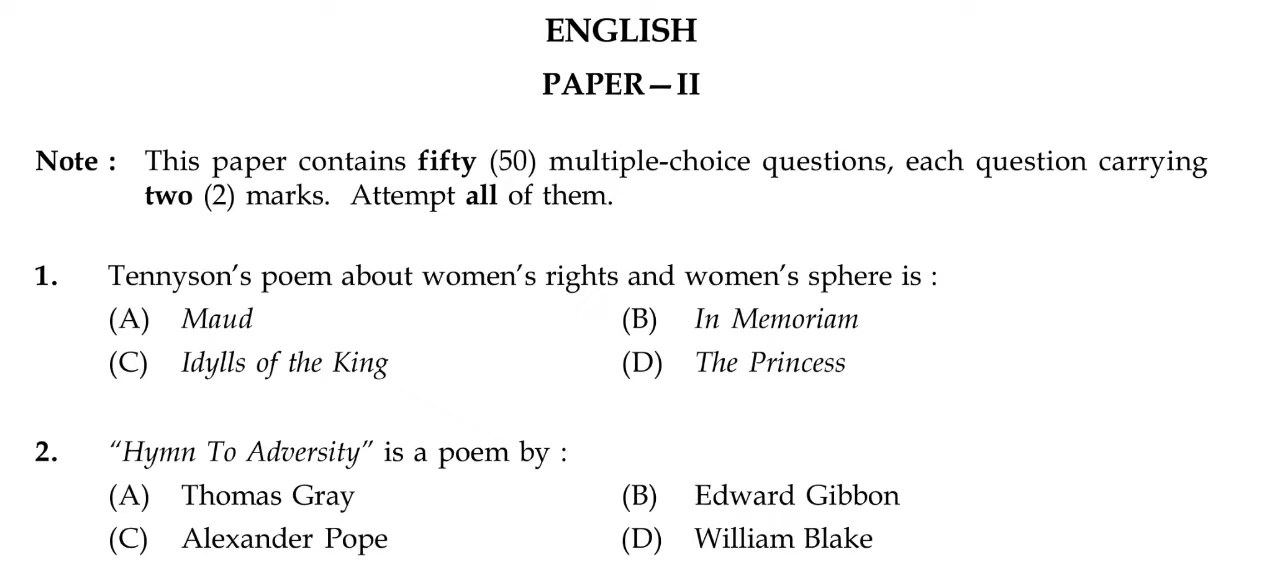 ENGLISH
PAPER—II
Note : This paper contains fifty (50) multiple-choice questions, each question carrying
two (2) marks. Attempt all of them.
1. Tennyson's poem about women's rights and women's sphere is :
(A) Maud (B) In Memoriam
(C) Idylls of the King (D) The Princess
2. "Hymn To Adversity" is a poem by :
(A) Thomas Gray (B) Edward Gibbon
(C) Alexander Pope (D) William Blake